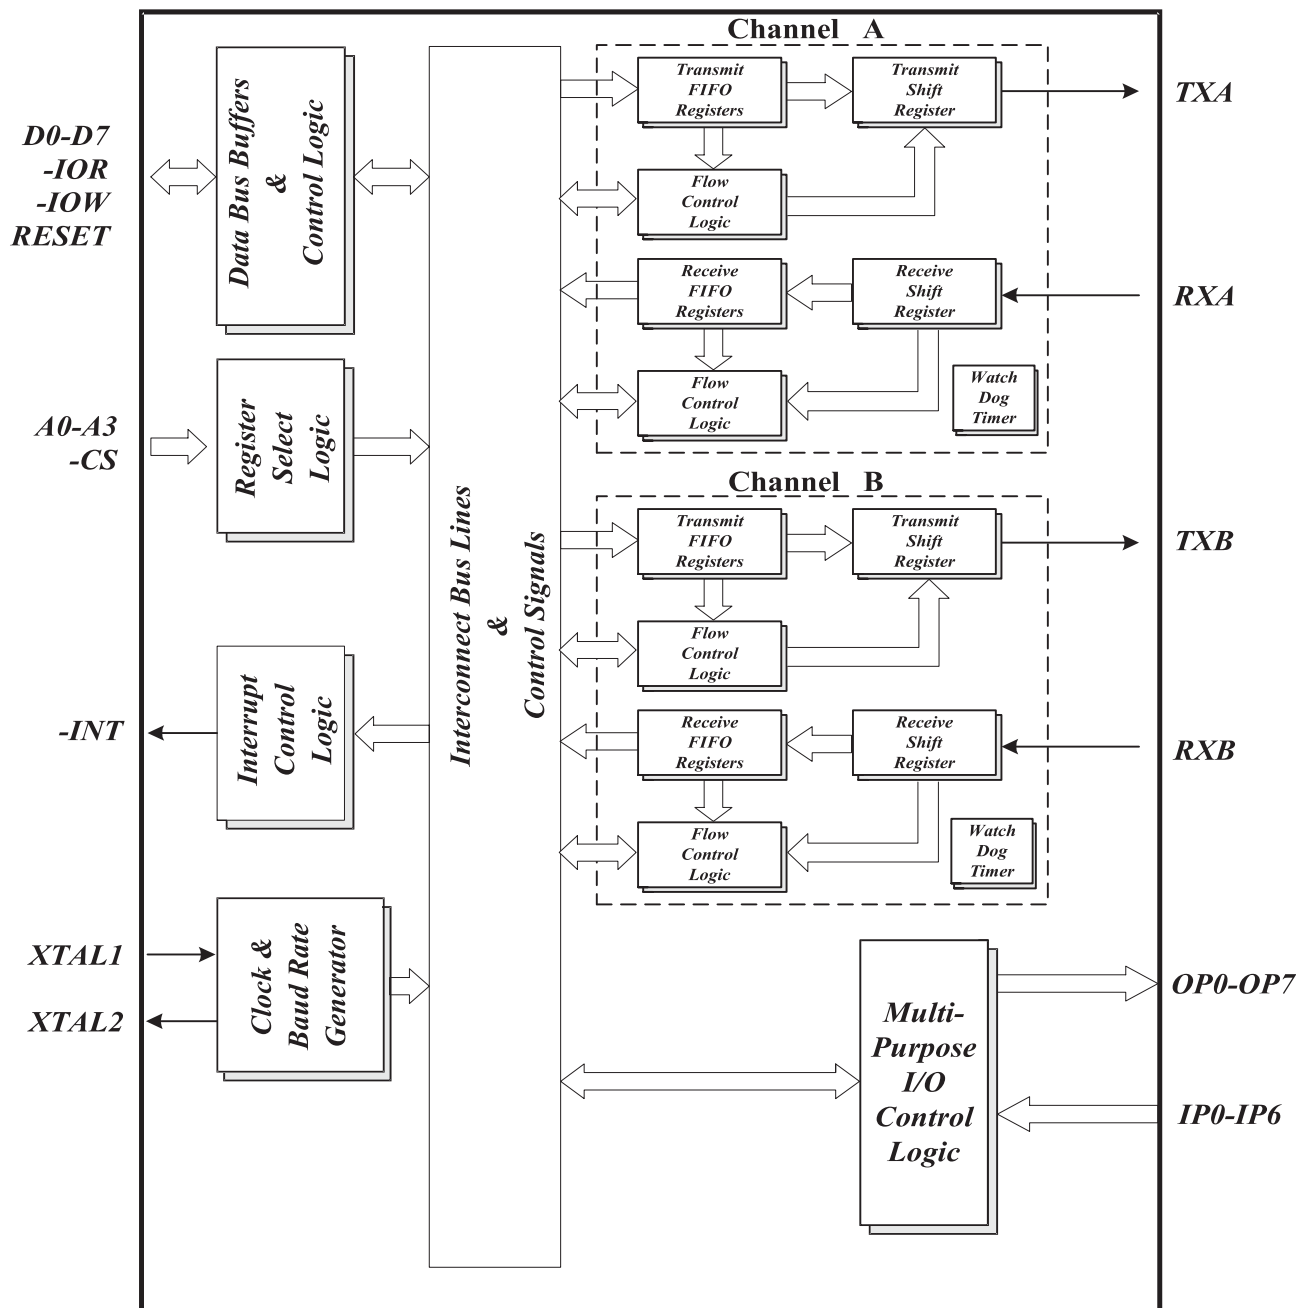 D0-D7
-IOR
-IOW
RESET
A0-A3
-CS
-INT
XTAL1
XTAL2
Data Bus Buffers
&
Control Logic
Register
Select
Logic
Interrupt
Control
Logic
Clock &
Baud Rate
Generator
Interconnect Bus Lines
&
Control Signals
Channel A
Transmit
FIFO
Registers
Transmit
Shift
Register
Flow
Control
Logic
Receive
FIFO
Registers
Receive
Shift
Register
Flow
Control
Logic
Watch
Dog
Timer
Channel B
Transmit
FIFO
Registers
Transmit
Shift
Register
Flow
Control
Logic
Receive
FIFO
Registers
Receive
Shift
Register
Flow
Control
Logic
Watch
Dog
Timer
Multi-
Purpose
I/O
Control
Logic
TXA
RXA
TXB
RXB
OP0-OP7
IP0-IP6